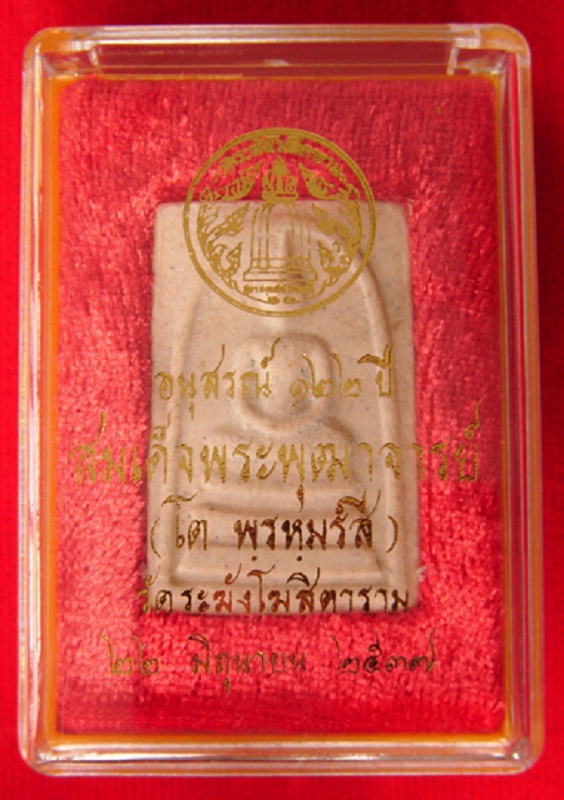 อนุสรณ์ ๑๒๒ ปี
สมเด็จพระพุฒาจารย์
(โต พฺรหฺมรํสี)
วัดระฆังโฆสิตาราม
๒๒ มิถุนายน ๒๕๓๗